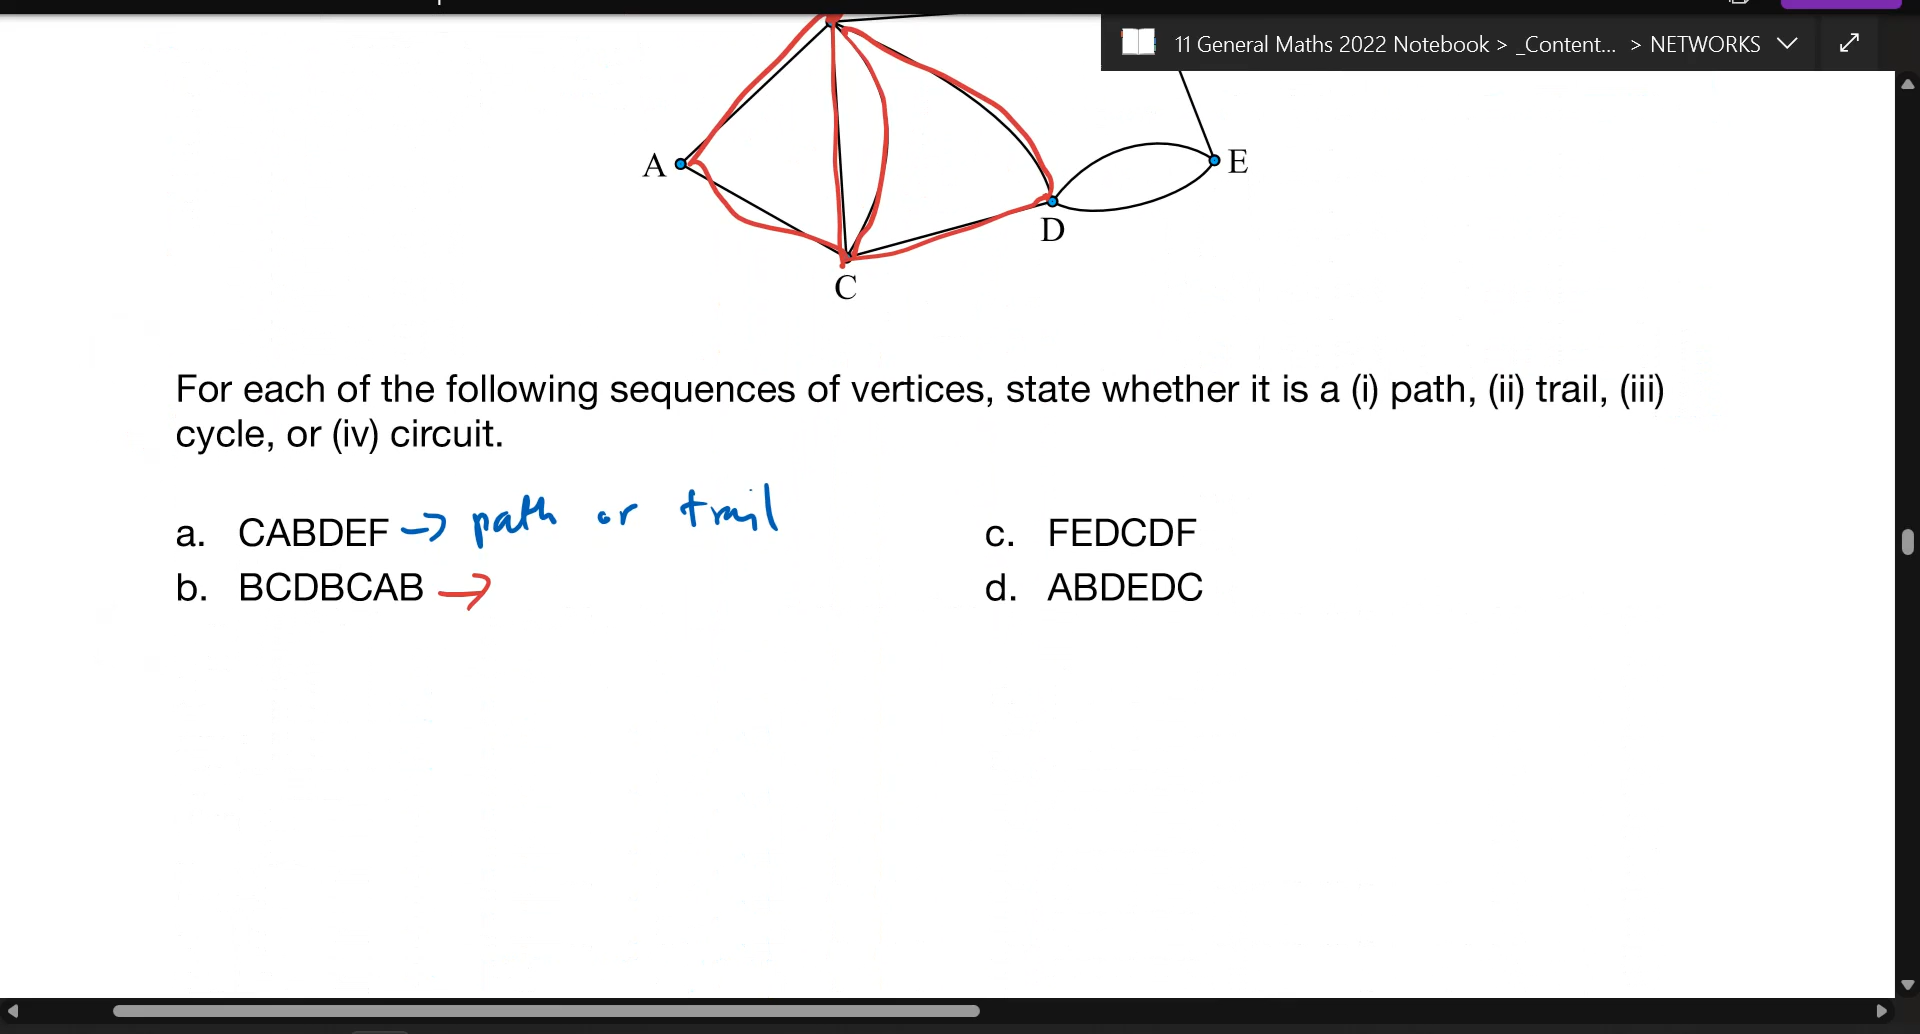 11 General Maths 2022 Notebook > _Content... > NETWORKS
A
E
D
C
For each of the following sequences of vertices, state whether it is a (i) path, (ii) trail, (iii)
cycle, or (iv) circuit.
a. CABDEF → path or trail
c. FEDCDF
b. BCDBCAB →
d. ABDEDC